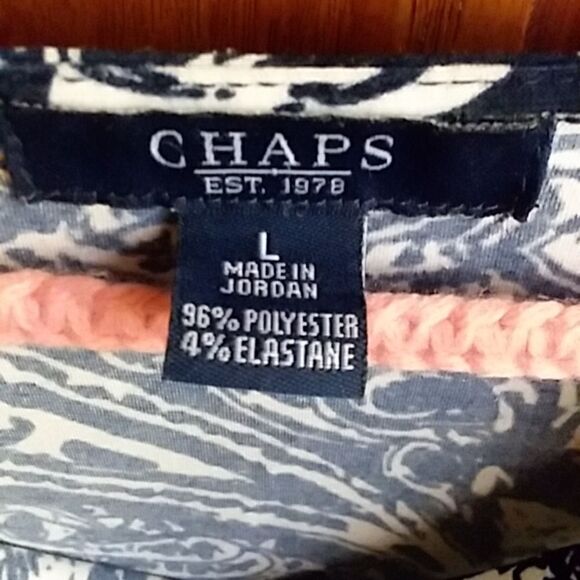 CHAPS
EST. 1978
L
MADE IN
JORDAN
96% POLYESTER
4% ELASTANE